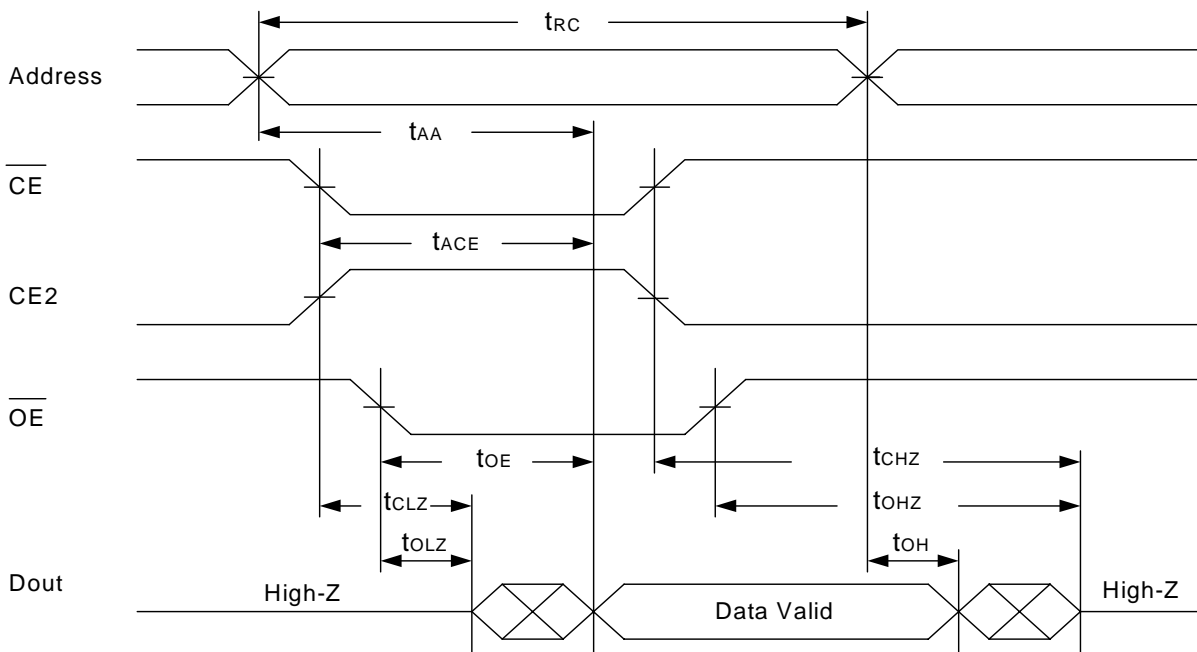 tRC
Address
tAA
CE
tACE
CE2
OE
tOE
tCHZ
tCLZ
tOHZ
tOLZ
tOH
Dout
High-Z
Data Valid
High-Z